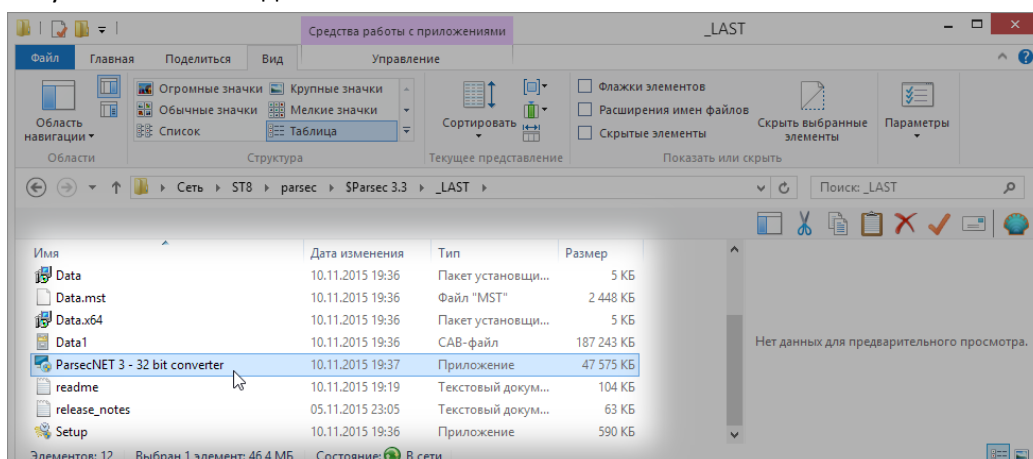 Средства работы с приложениями
_LAST
Файл Главная Поделиться Вид Управление
Огромные значки Крупные значки
Обычные значки Мелкие значки
Список Таблица
Область навигации
Сортировать
Флажки элементов
Расширения имен файлов
Скрытые элементы
Скрыть выбранные элементы
Параметры
Области Структура Текущее представление Показать или скрыть
Сеть ST8 parsec $Parsec 3.3 _LAST
Поиск: _LAST
Имя Дата изменения Тип Размер
Data 10.11.2015 19:36 Пакет установщи... 5 КБ
Data.mst 10.11.2015 19:36 Файл "MST" 2 448 КБ
Data.x64 10.11.2015 19:36 Пакет установщи... 5 КБ
Data1 10.11.2015 19:36 CAB-файл 187 243 КБ
ParsecNET 3 - 32 bit converter 10.11.2015 19:37 Приложение 47 575 КБ
readme 10.11.2015 19:19 Текстовый докум... 104 КБ
release_notes 05.11.2015 23:05 Текстовый докум... 63 КБ
Setup 10.11.2015 19:36 Приложение 590 КБ
Нет данных для предварительного просмотра.
Элементов: 12 Выбран 1 элемент: 46,4 МБ Состояние: В сети